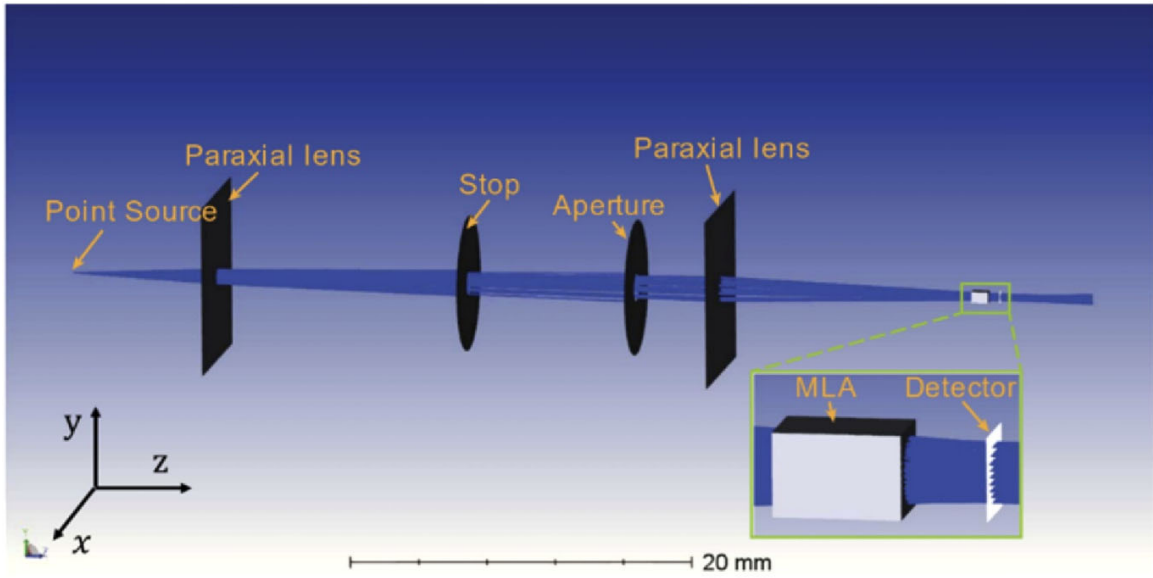 Paraxial lens
Paraxial lens
Stop
Point Source
Aperture
MLA
Detector
y
z
x
20 mm